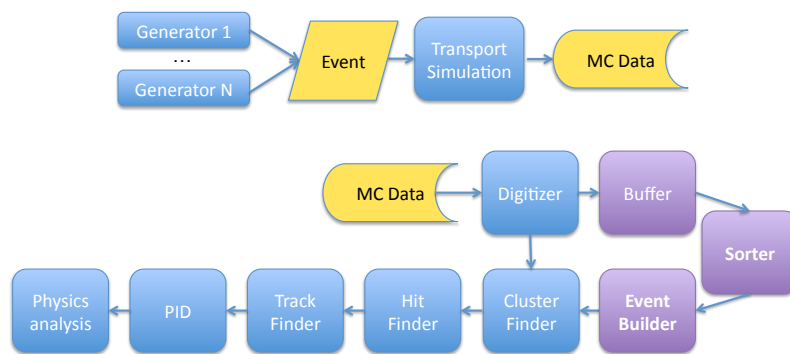 Generator 1
...
Generator N
Event
Transport
Simulation
MC Data
MC Data
Digitizer
Buffer
Sorter
Physics
analysis
PID
Track
Finder
Hit
Finder
Cluster
Finder
Event
Builder